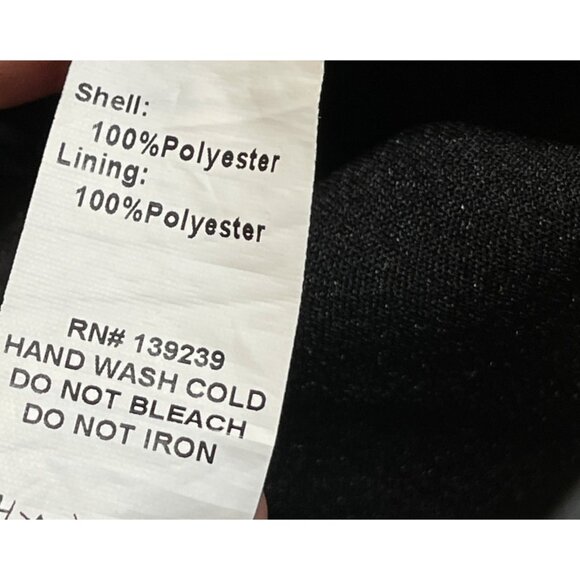 Shell:
100%Polyester
Lining:
100%Polyester
RN# 139239
HAND WASH COLD
DO NOT BLEACH
DO NOT IRON